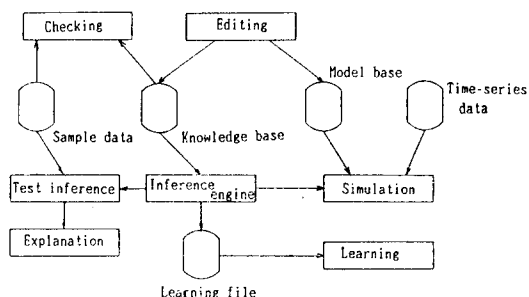 Checking
Editing
Model base
Time-series
data
Sample data
Knowledge base
Test inference
Inference
engine
Simulation
Explanation
Learning
Learning file